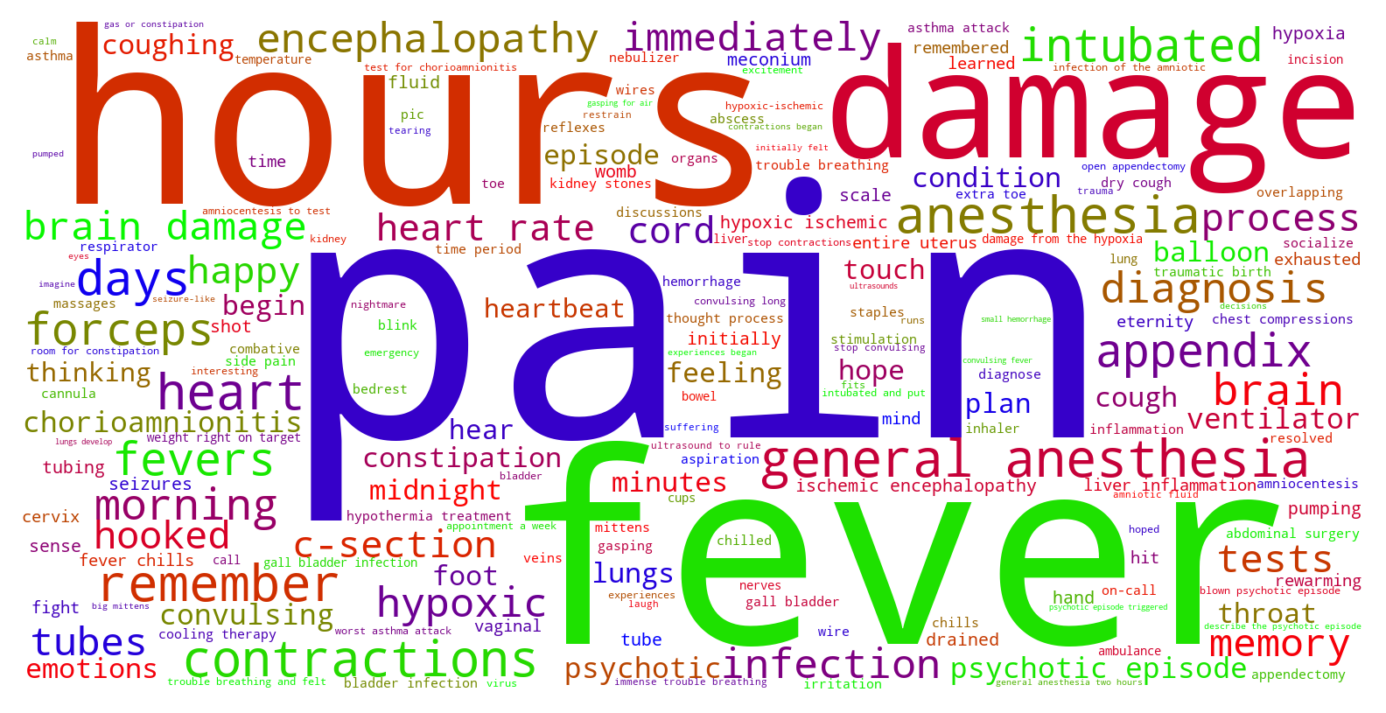 gas or constipation
calm
coughing
encephalopathy
immediately
asthma attack
intubated
hypoxia
asthma
temperature
test for chorioamnionitis
nebulizer
meconium
remembered
learned
infection of the amniotic
incision
hours
damage
fluid
wires
excitement
gasping for air
restrain
hypoxic-ischemic
abscess
pic
tearing
reflexes
contractions began
pumped
time
episode
organs
initially felt
trouble breathing
condition
open appendectomy
trauma
dry cough
womb
toe
kidney stones
scale
extra toe
overlapping
brain damage
amniocentesis to test
heart rate
discussions
cord
hypoxic ischemic
anesthesia
process
respirator
kidney
time period
liver
stop contractions
entire uterus
damage from the hypoxia
balloon
socialize
exhausted
eyes
days
happy
pain
hemorrhage
touch
ultrasounds
lung
traumatic birth
imagine
seizure-like
massages
begin
nightmare
heartbeat
convulsing long
thought process
staples
runs
small hemorrhage
diagnosis
decisions
forceps
shot
blink
initially
stimulation
eternity
chest compressions
room for constipation
combative
side pain
emergency
experiences began
stop convulsing
convulsing fever
appendix
thinking
interesting
feeling
hope
diagnose
cannula
heart
bedrest
bowel
fits
intubated and put
plan
cough
brain
chorioamnionitis
suffering
mind
inhaler
inflammation
ventilator
lungs develop
weight right on target
hear
ultrasound to rule
resolved
tubing
fevers
constipation
bladder
aspiration
general anesthesia
seizures
midnight
minutes
cups
ischemic encephalopathy
liver inflammation
amniocentesis
amniotic fluid
morning
fever
cervix
hypothermia treatment
pumping
hooked
appointment a week
mittens
chilled
hoped
abdominal surgery
sense
fever chills
call
c-section
gasping
hit
tests
gall bladder infection
veins
lungs
foot
rewarming
remember
experiences
nerves
hand
on-call
blown psychotic episode
fight
big mittens
convulsing
hypoxic
laugh
gall bladder
psychotic episode triggered
throat
vaginal
chills
describe the psychotic episode
tubes
cooling therapy
worst asthma attack
tube
wire
drained
memory
emotions
contractions
ambulance
psychotic
infection
psychotic episode
appendectomy
trouble breathing and felt
bladder infection
virus
immense trouble breathing
irritation
general anesthesia two hours